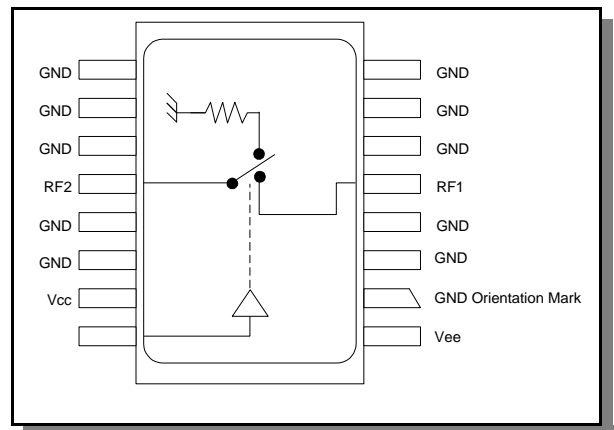 GND GND
GND GND
GND GND
RF2 RF1
GND GND
GND GND
Vcc GND Orientation Mark
Vee